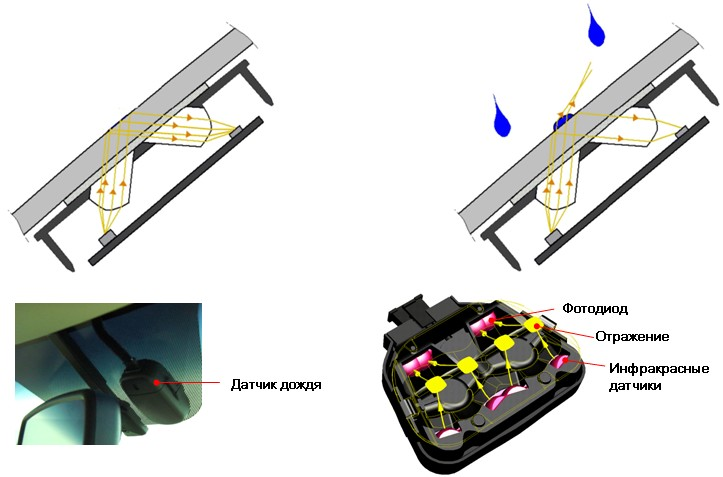 Фотодиод
Отражение
Инфракрасные
датчики
Датчик дождя